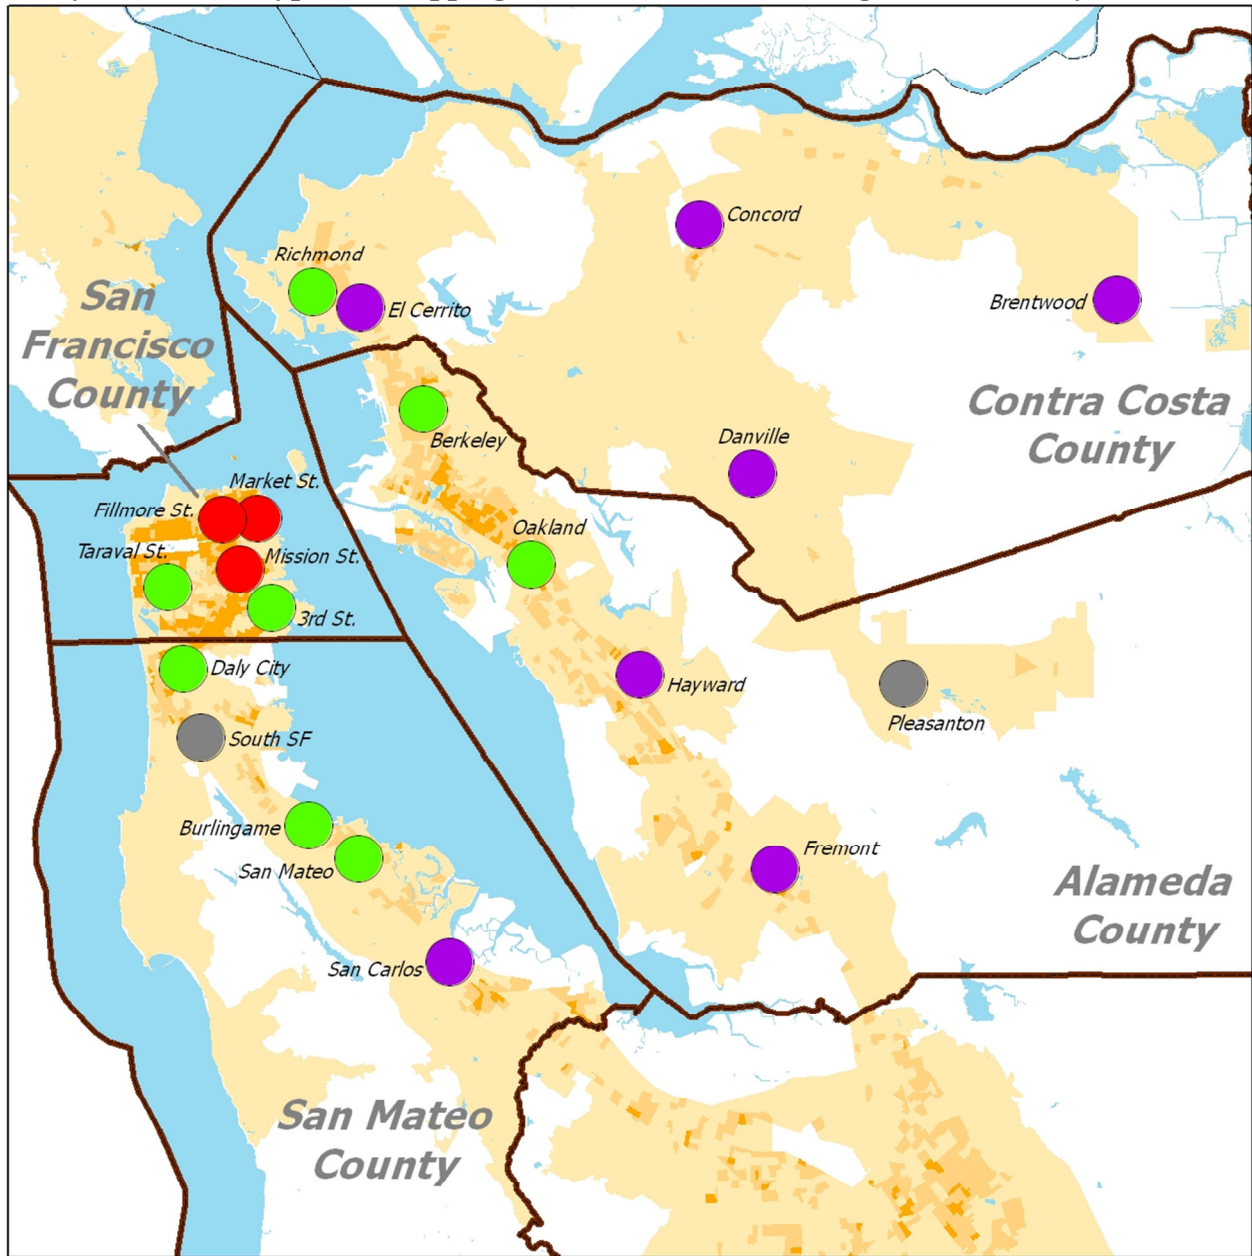 Concord
Richmond
El Cerrito
Brentwood
San
Francisco
County
Contra Costa
County
Berkeley
Danville
Market St.
Fillmore St.
Oakland
Taraval St.
Mission St.
3rd St.
Daly City
Hayward
Pleasanton
South SF
Burlingame
San Mateo
Fremont
Alameda
County
San Carlos
San Mateo
County